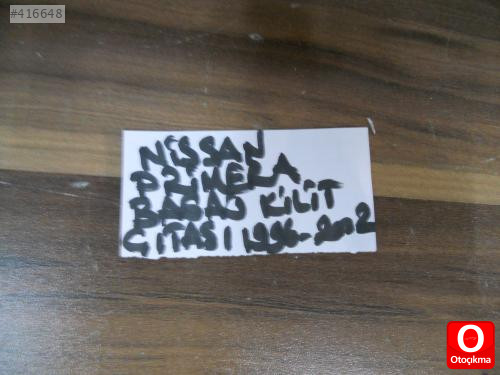 #416648
NİSSAN
PRİMERA
BAGAJ KİLİT
ÇITASI 1996-2002
Otoçıkma